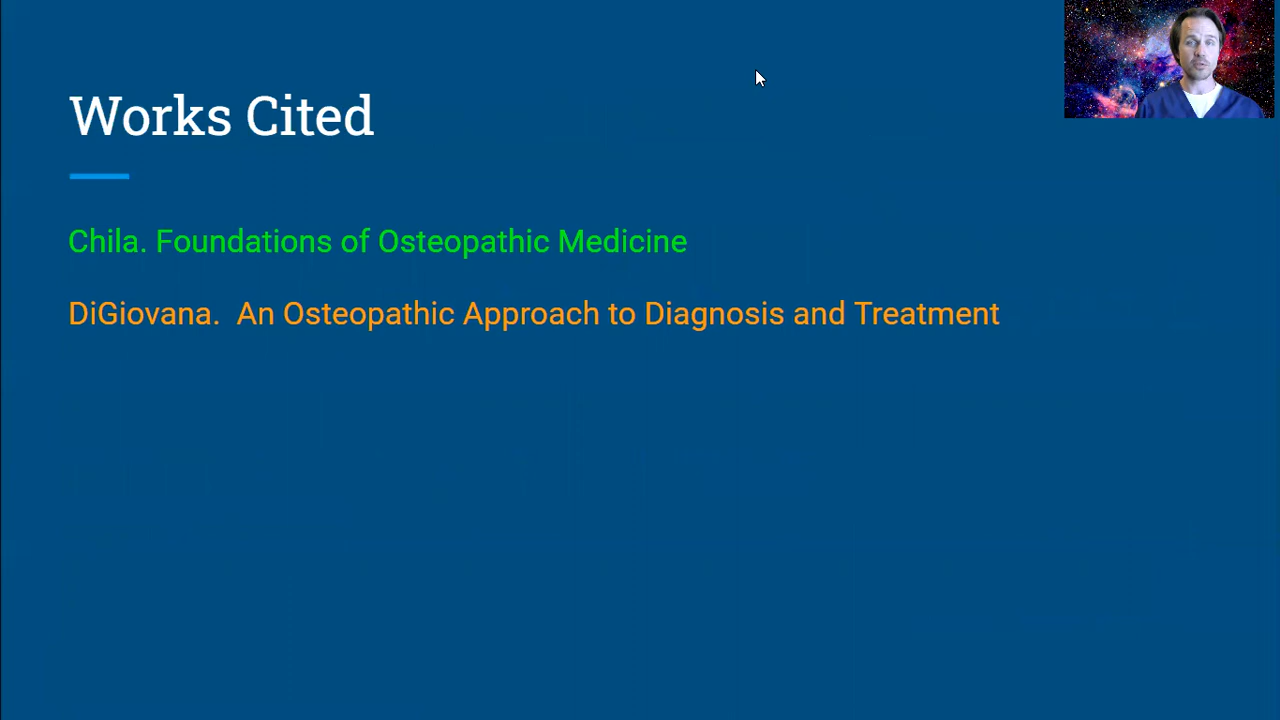 Works Cited
Chila. Foundations of Osteopathic Medicine
DiGiovana.  An Osteopathic Approach to Diagnosis and Treatment